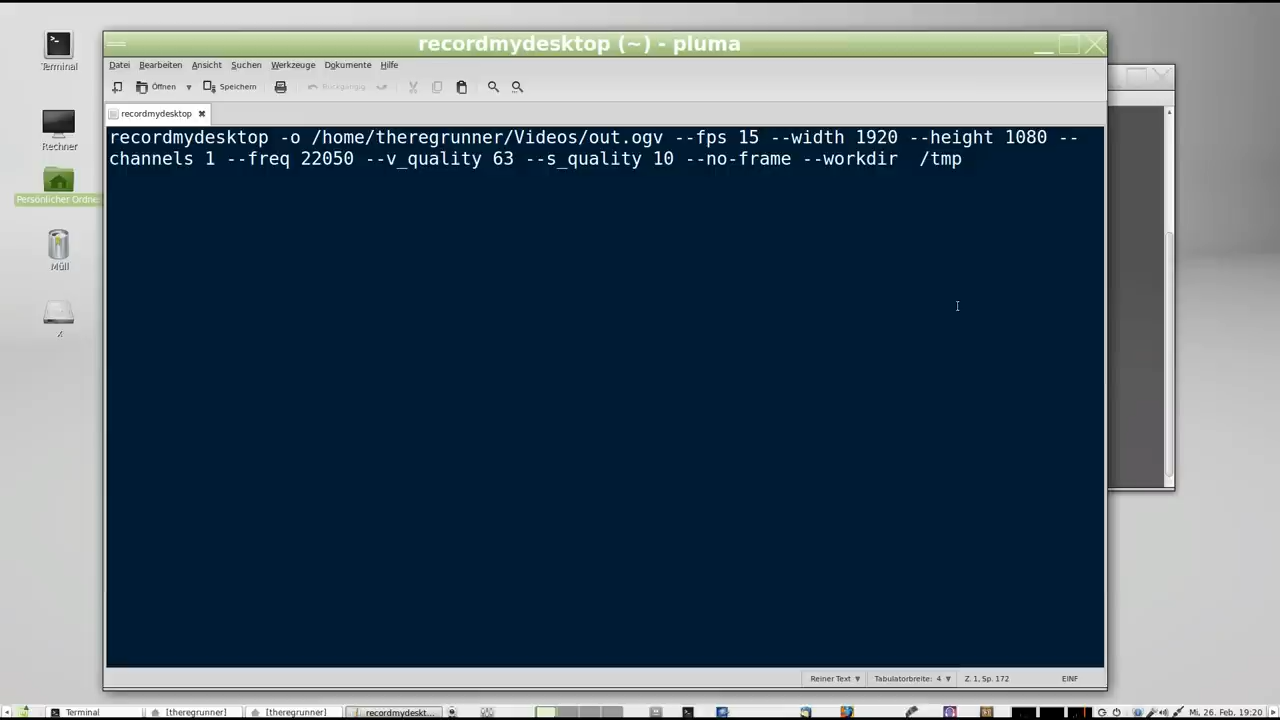 recordmydesktop (~) - pluma
Datei Bearbeiten Ansicht Suchen Werkzeuge Dokumente Hilfe
Öffnen Speichern Rückgängig
recordmydesktop
recordmydesktop -o /home/theregrunner/Videos/out.ogv --fps 15 --width 1920 --height 1080 --
channels 1 --freq 22050 --v_quality 63 --s_quality 10 --no-frame --workdir  /tmp
Terminal
Rechner
Persönlicher Ordne
Müll
x
Reiner Text Tabulatorbreite: 4 Z. 1, Sp. 172 EINF
Terminal [theregrunner] [theregrunner] recordmydeskt... Mi, 26. Feb, 19:20